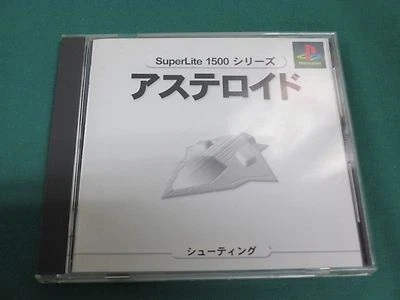 SuperLite 1500 シリーズ
アステロイド
PlayStation
シューティング